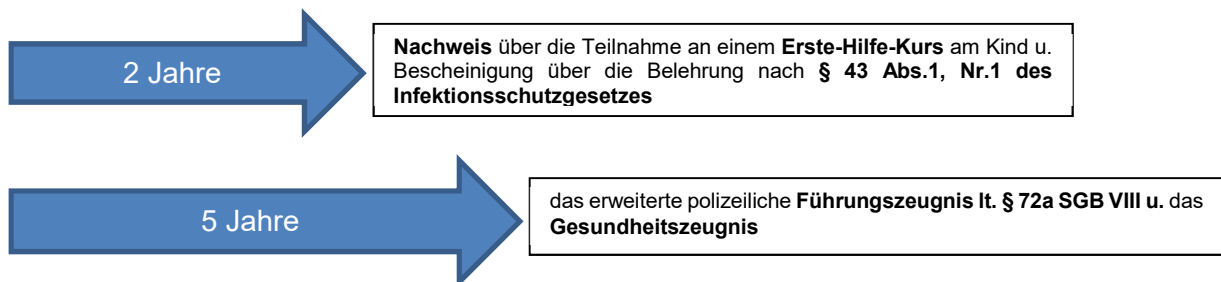 2 Jahre
Nachweis über die Teilnahme an einem Erste-Hilfe-Kurs am Kind u.
Bescheinigung über die Belehrung nach § 43 Abs.1, Nr.1 des
Infektionsschutzgesetzes
5 Jahre
das erweiterte polizeiliche Führungszeugnis lt. § 72a SGB VIII u. das
Gesundheitszeugnis